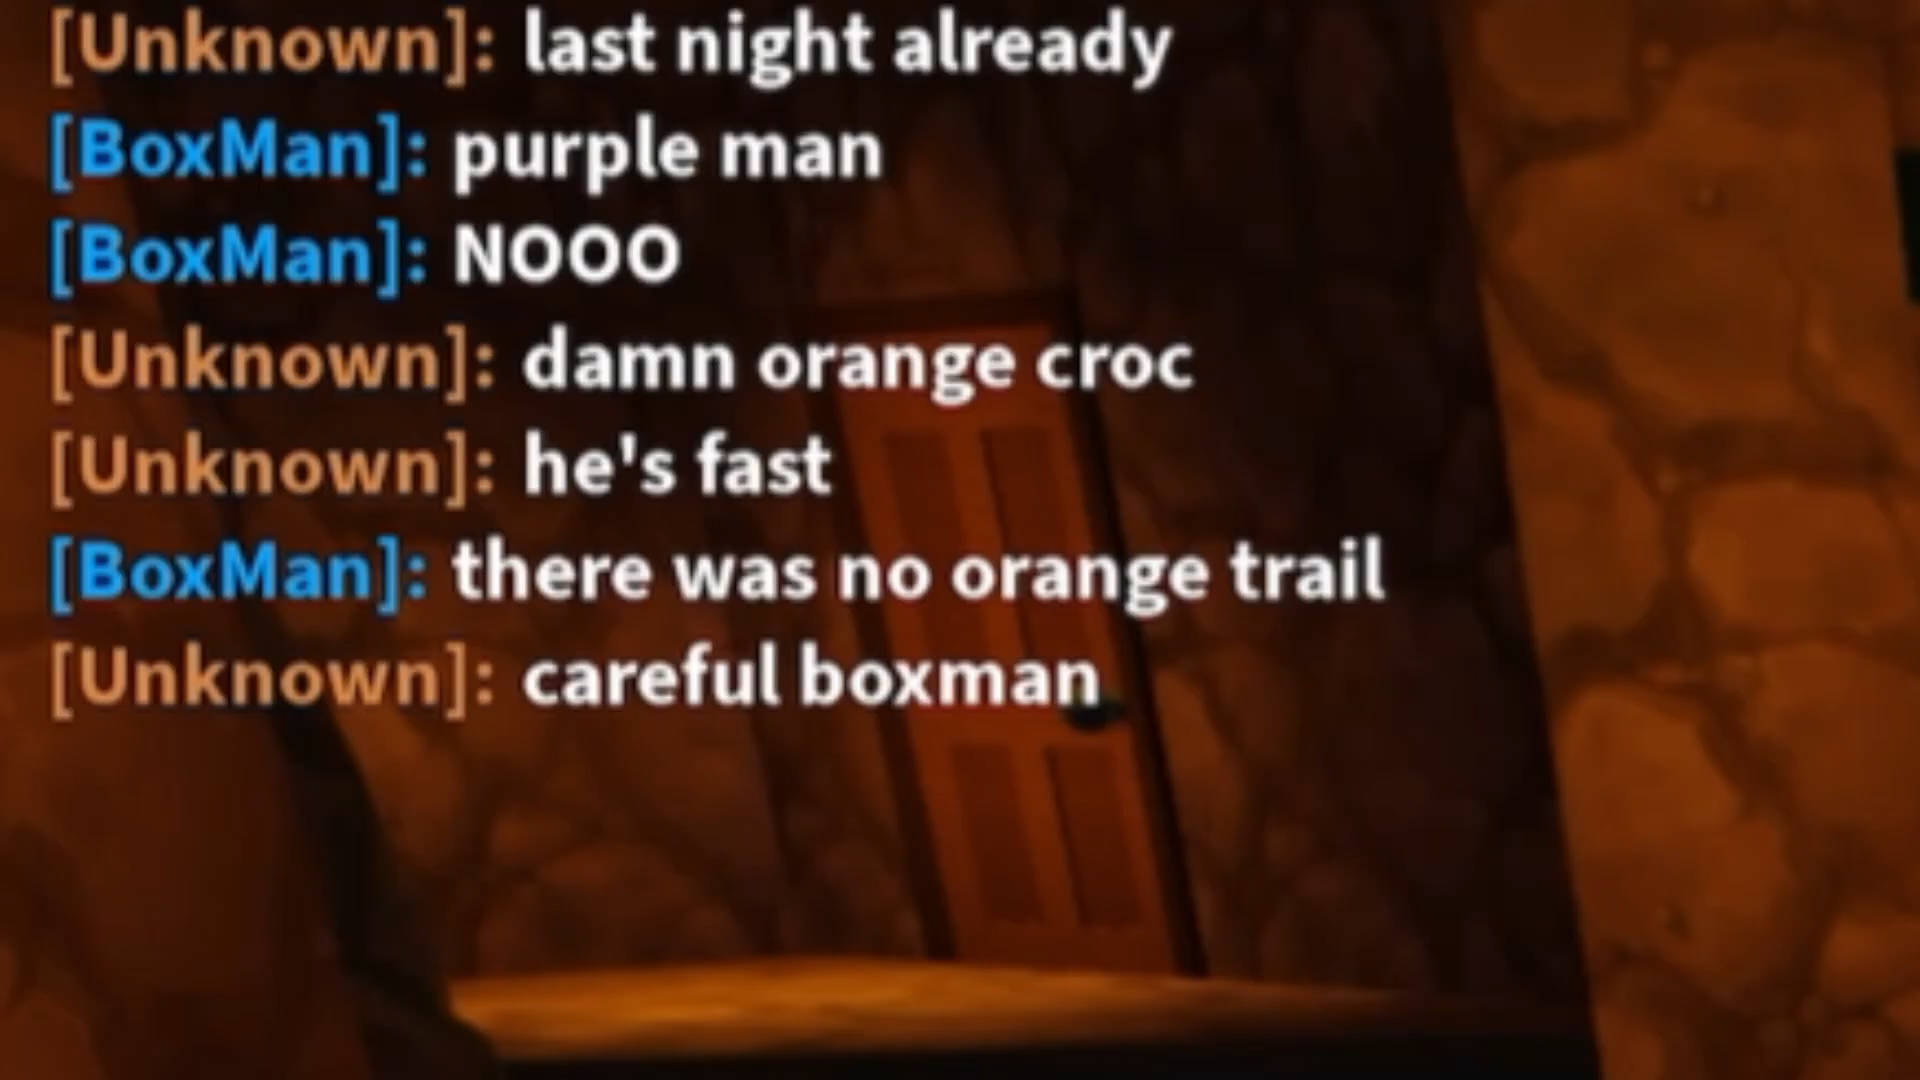 [Unknown]: last night already
[BoxMan]: purple man
[BoxMan]: NOOO
[Unknown]: damn orange croc
[Unknown]: he's fast
[BoxMan]: there was no orange trail
[Unknown]: careful boxman